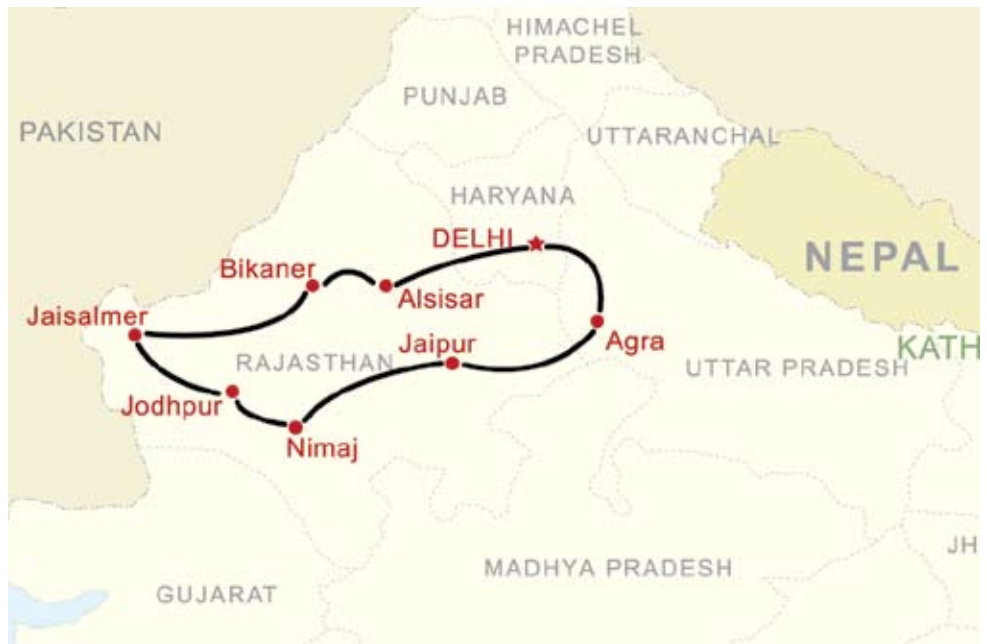 HIMACHEL
PRADESH
PUNJAB
PAKISTAN
UTTARANCHAL
HARYANA
DELHI
NEPAL
Bikaner
Alsisar
Jaisalmer
Agra
KATH
Jaipur
RAJASTHAN
UTTAR PRADESH
Jodhpur
Nimaj
JH
MADHYA PRADESH
GUJARAT